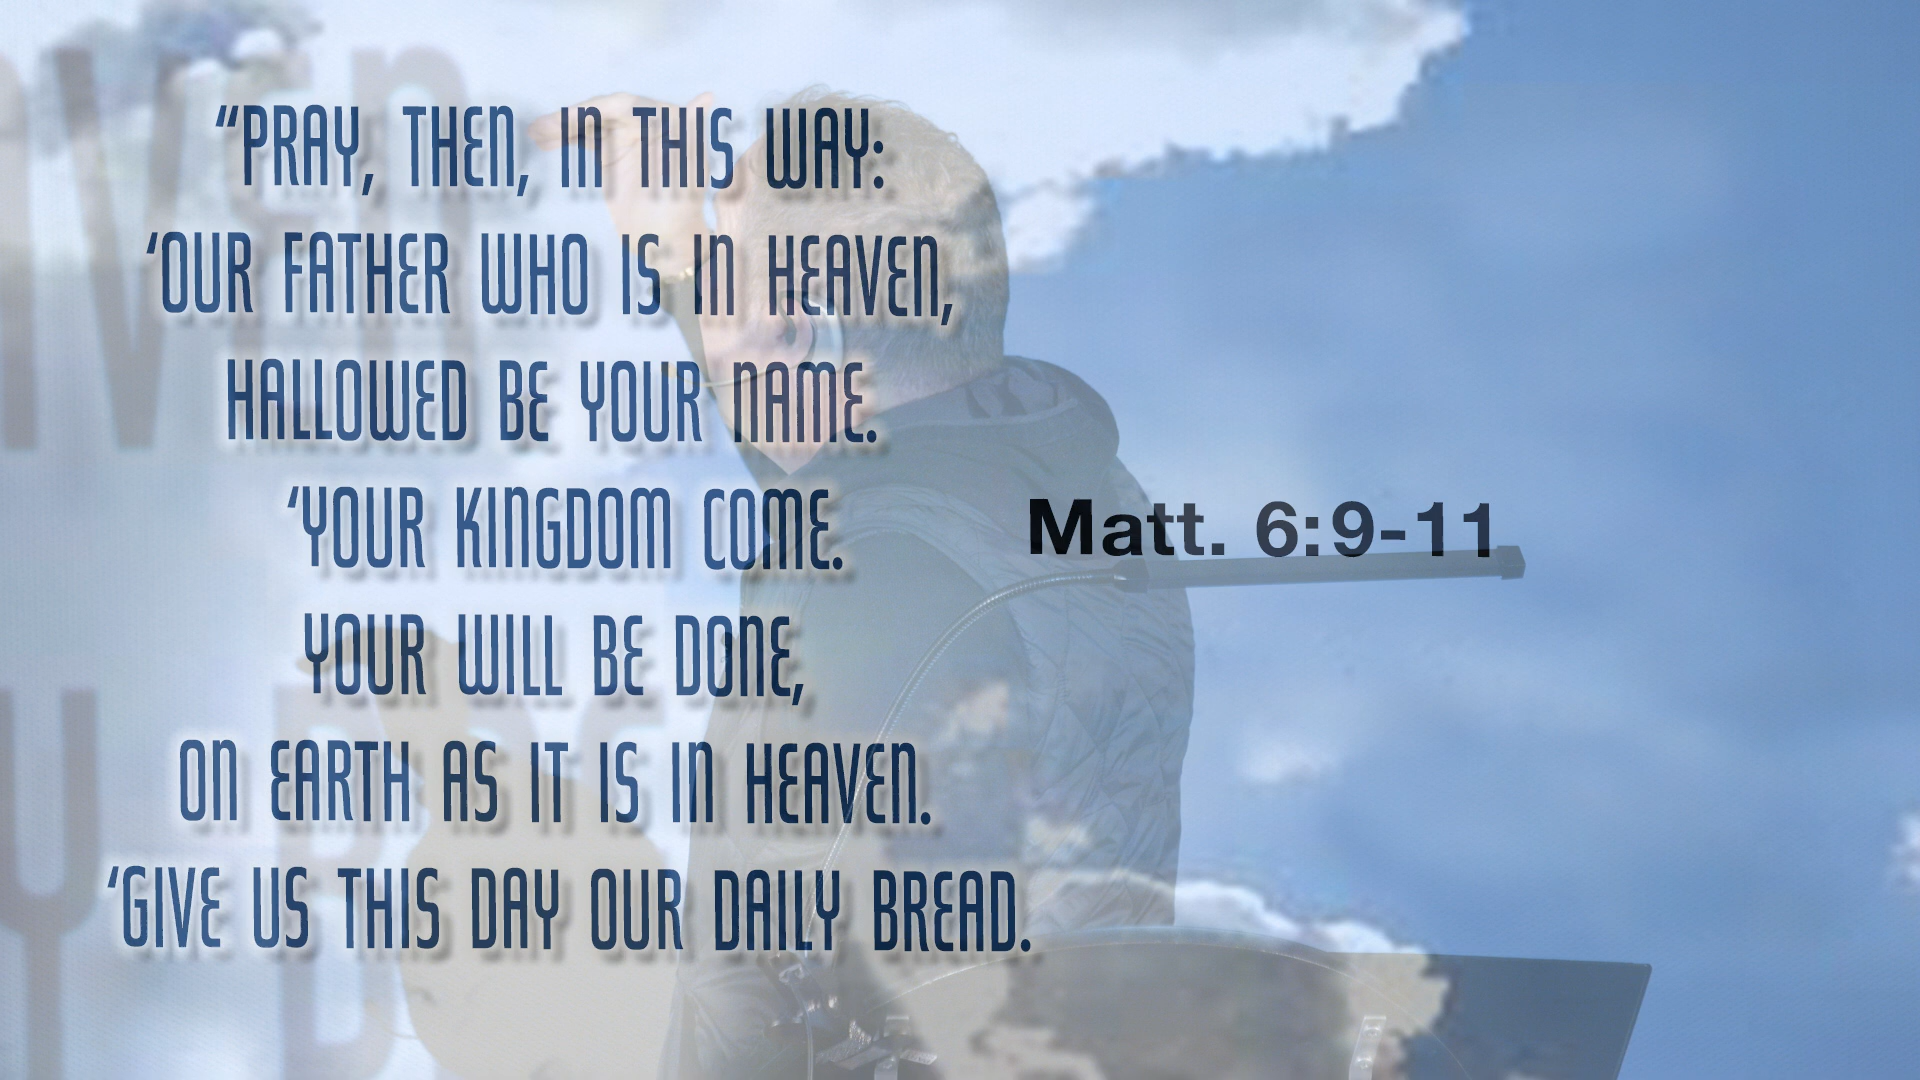 “PRAY, THEN, IN THIS WAY:
‘OUR FATHER WHO IS IN HEAVEN,
HALLOWED BE YOUR NAME.
‘YOUR KINGDOM COME.
YOUR WILL BE DONE,
ON EARTH AS IT IS IN HEAVEN.
‘GIVE US THIS DAY OUR DAILY BREAD.
Matt. 6:9-11